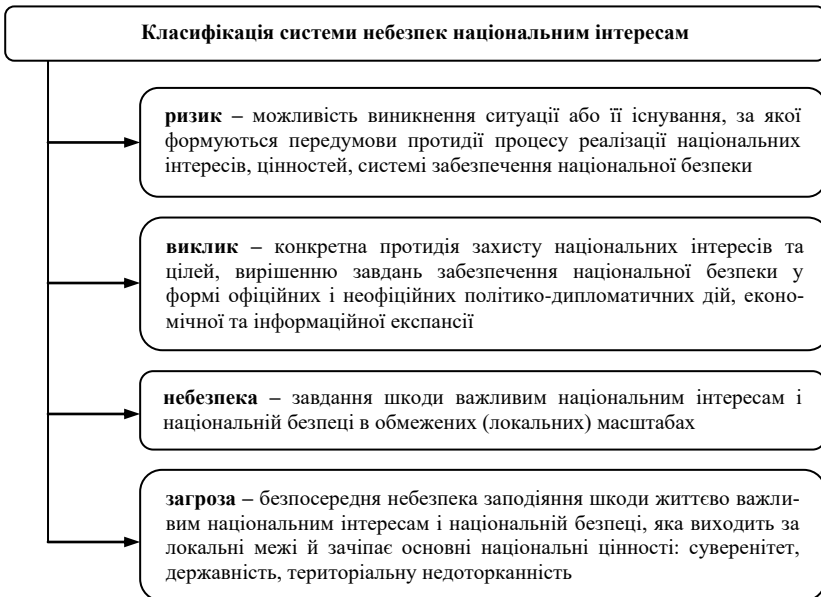 Класифікація системи небезпек національним інтересам
ризик – можливість виникнення ситуації або її існування, за якої
формуються передумови протидії процесу реалізації національних
інтересів, цінностей, системі забезпечення національної безпеки
виклик – конкретна протидія захисту національних інтересів та
цілей, вирішенню завдань забезпечення національної безпеки у
формі офіційних і неофіційних політико-дипломатичних дій, еконо-
мічної та інформаційної експансії
небезпека – завдання шкоди важливим національним інтересам і
національній безпеці в обмежених (локальних) масштабах
загроза – безпосередня небезпека заподіяння шкоди життєво важли-
вим національним інтересам і національній безпеці, яка виходить за
локальні межі й зачіпає основні національні цінності: суверенітет,
державність, територіальну недоторканність